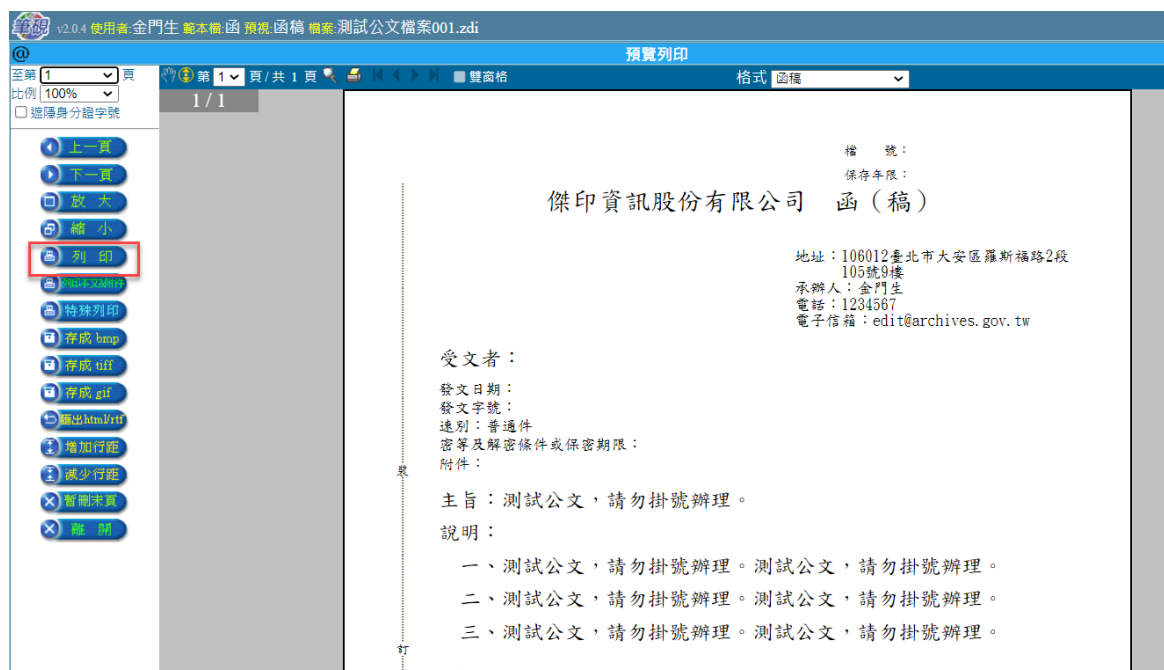 筆硯 v2.0.4 使用者:金門生 範本檔:函 預視:函稿 檔案:測試公文檔案001.zdi
@ 預覽列印
至第 1 頁
第 1 頁/共 1 頁 雙窗格 格式 函稿
比例 100%
遮隱身分證字號
1 / 1
上一頁
下一頁
放 大
縮 小
列 印
特殊列印
存成 bmp
存成 tiff
存成 gif
匯出html/rtf
增加行距
減少行距
暫刪末頁
離 開
檔 號：
保存年限：
傑印資訊股份有限公司 函（稿）
地址：106012臺北市大安區羅斯福路2段
105號9樓
承辦人：金門生
電話：1234567
電子信箱：edit@archives.gov.tw
受文者：
發文日期：
發文字號：
速別：普通件
密等及解密條件或保密期限：
附件：
主旨：測試公文，請勿掛號辦理。
說明：
一、測試公文，請勿掛號辦理。測試公文，請勿掛號辦理。
二、測試公文，請勿掛號辦理。測試公文，請勿掛號辦理。
三、測試公文，請勿掛號辦理。測試公文，請勿掛號辦理。
裝
訂